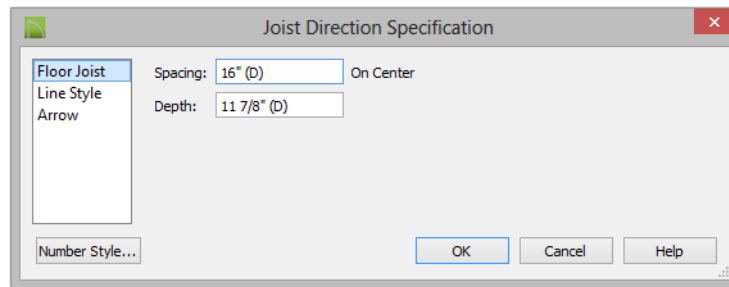 Joist Direction Specification
Floor Joist
Line Style
Arrow
Spacing: 16" (D) On Center
Depth: 11 7/8" (D)
Number Style...
OK Cancel Help